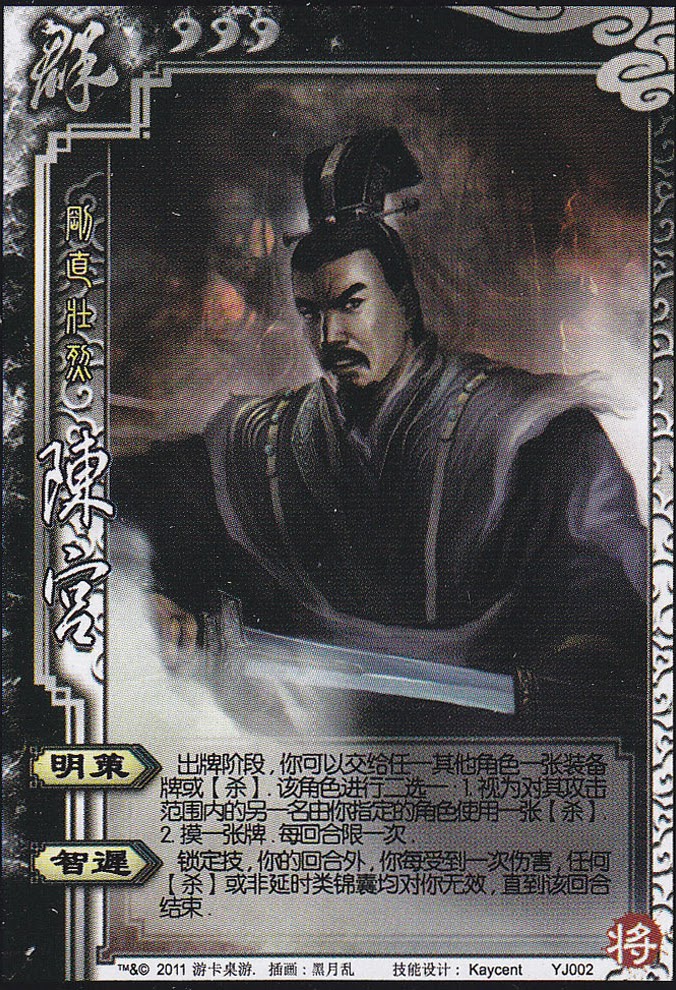 群
剛直壯烈
陳宮
明策
出牌阶段,你可以交给任一其他角色一张装备
牌或【杀】.该角色进行二选一:1.视为对其攻击
范围内的另一名由你指定的角色使用一张【杀】.
2.摸一张牌.每回合限一次.
智遲
锁定技,你的回合外,你每受到一次伤害,任何
【杀】或非延时类锦囊均对你无效,直到该回合
结束.
将
™&© 2011 游卡桌游. 插画:黑月乱 技能设计:Kaycent YJ002